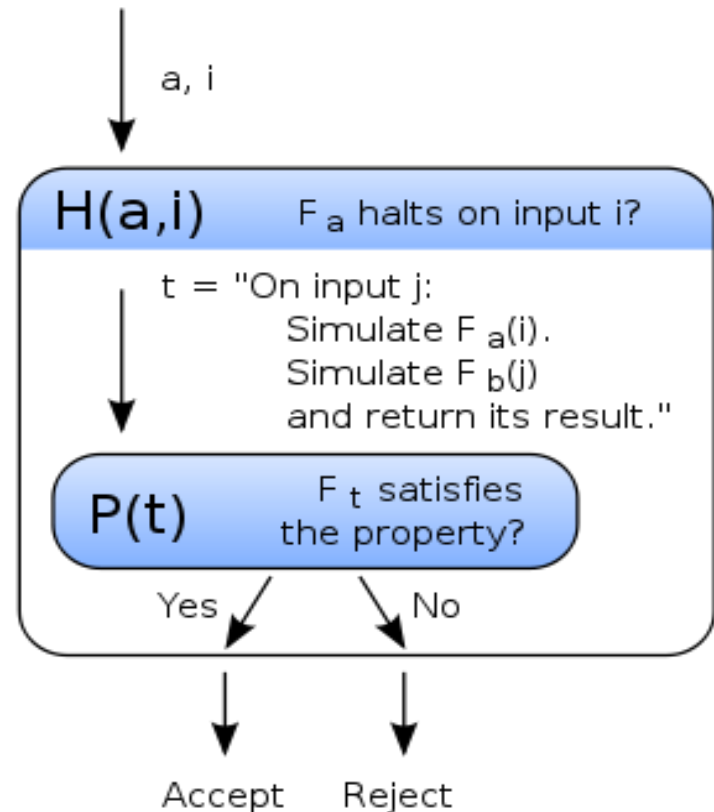 a, i
H(a,i) F a halts on input i?
t = "On input j:
Simulate F a(i).
Simulate F b(j)
and return its result."
P(t) F t satisfies
the property?
Yes No
Accept Reject